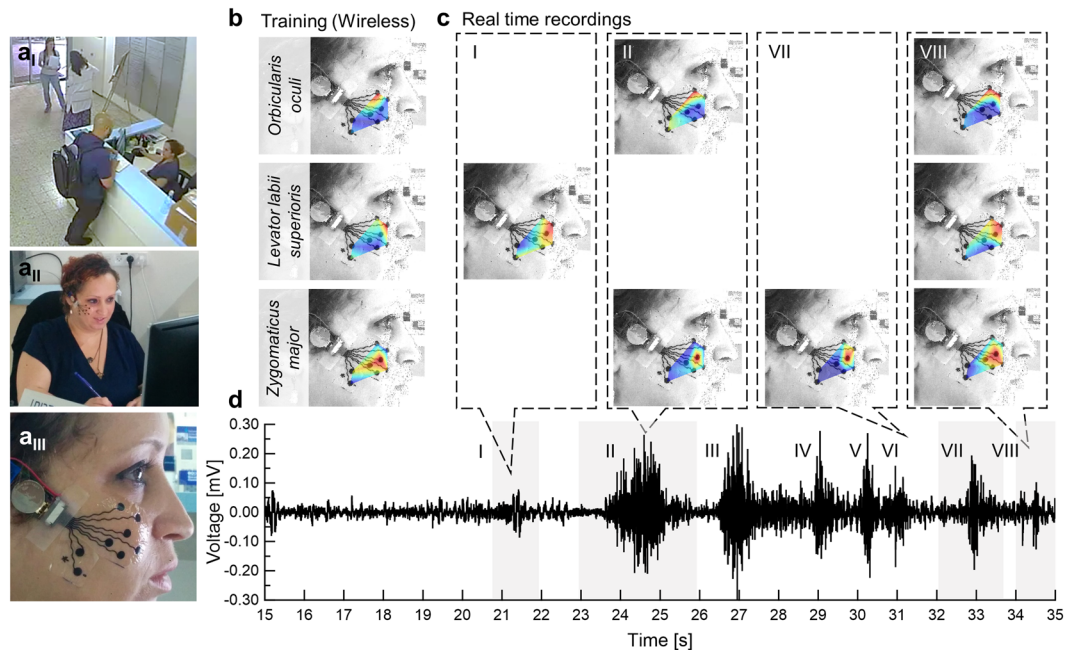 b Training (Wireless)
c Real time recordings
aI
aII
aIII
I
II
VII
VIII
Orbicularis
oculi
Levator labii
superioris
Zygomaticus
major
d
Voltage [mV]
0.30
0.20
0.10
0.00
-0.10
-0.20
-0.30
I
II
III
IV
V
VI
VII
VIII
15 16 17 18 19 20 21 22 23 24 25 26 27 28 29 30 31 32 33 34 35
Time [s]